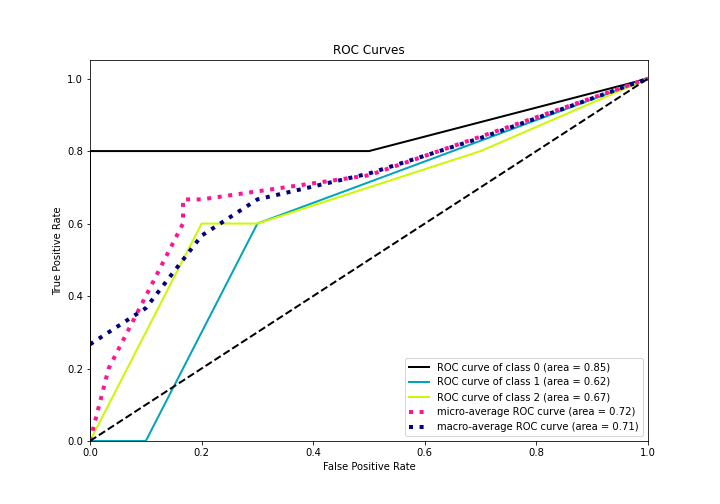 ROC Curves
True Positive Rate
1.0
0.8
0.6
0.4
0.2
0.0
0.0 0.2 0.4 0.6 0.8 1.0
False Positive Rate
ROC curve of class 0 (area = 0.85)
ROC curve of class 1 (area = 0.62)
ROC curve of class 2 (area = 0.67)
micro-average ROC curve (area = 0.72)
macro-average ROC curve (area = 0.71)